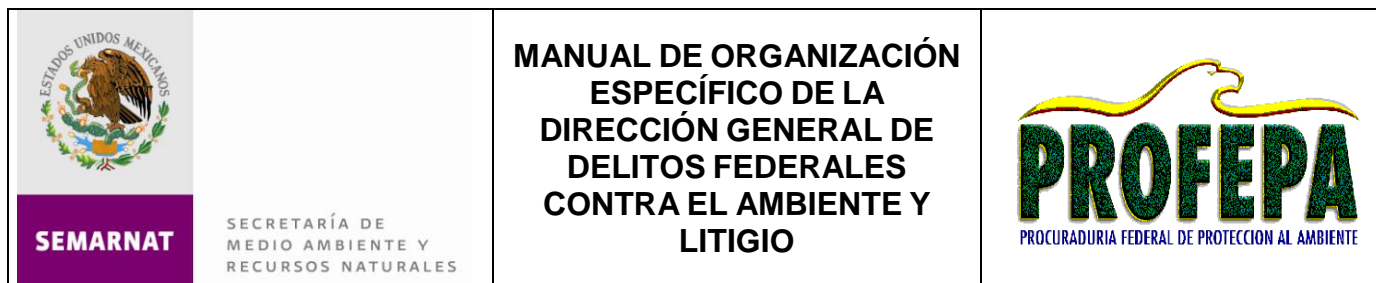 ESTADOS UNIDOS MEXICANOS
SEMARNAT
SECRETARÍA DE
MEDIO AMBIENTE Y
RECURSOS NATURALES
MANUAL DE ORGANIZACIÓN
ESPECÍFICO DE LA
DIRECCIÓN GENERAL DE
DELITOS FEDERALES
CONTRA EL AMBIENTE Y
LITIGIO
PROFEPA
PROCURADURIA FEDERAL DE PROTECCION AL AMBIENTE